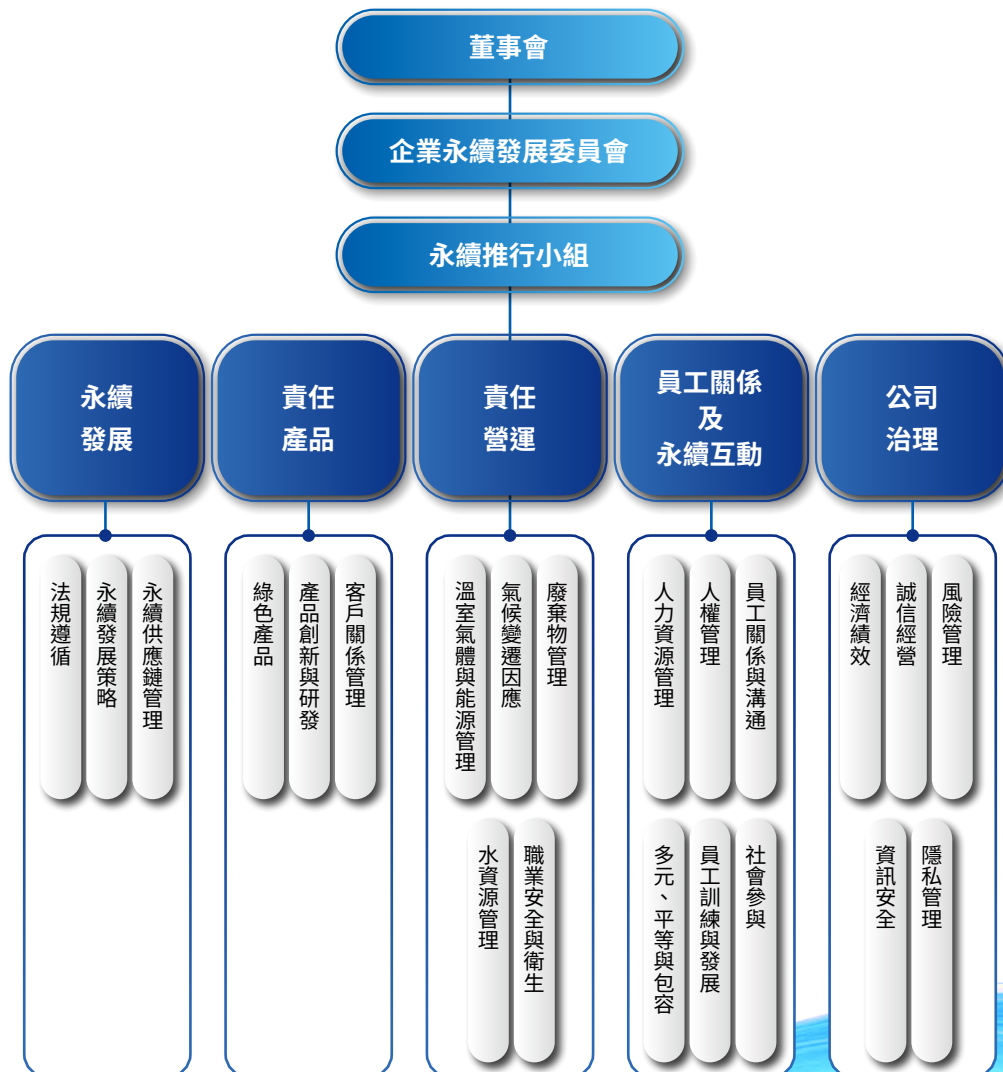 董事會
企業永續發展委員會
永續推行小組
永續
發展
法規遵循
永續發展策略
永續供應鏈管理
責任
產品
綠色產品
產品創新與研發
客戶關係管理
責任
營運
溫室氣體與能源管理
氣候變遷因應
廢棄物管理
水資源管理
職業安全與衛生
員工關係
及
永續互動
人力資源管理
人權管理
員工關係與溝通
多元、平等與包容
員工訓練與發展
社會參與
公司
治理
經濟績效
誠信經營
風險管理
資訊安全
隱私管理